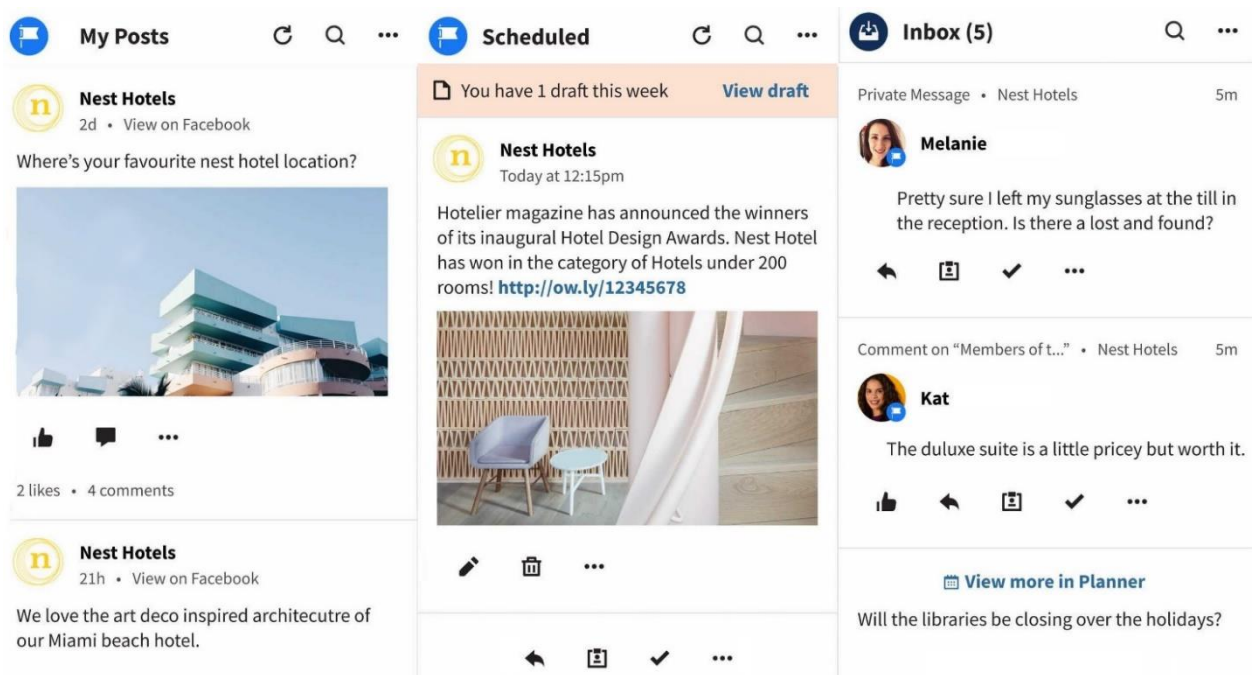 My Posts
n
Nest Hotels
2d • View on Facebook
Where's your favourite nest hotel location?
2 likes • 4 comments
n
Nest Hotels
21h • View on Facebook
We love the art deco inspired architecutre of
our Miami beach hotel.
Scheduled
You have 1 draft this week View draft
n
Nest Hotels
Today at 12:15pm
Hotelier magazine has announced the winners
of its inaugural Hotel Design Awards. Nest Hotel
has won in the category of Hotels under 200
rooms! http://ow.ly/12345678
Inbox (5)
Private Message • Nest Hotels 5m
Melanie
Pretty sure I left my sunglasses at the till in
the reception. Is there a lost and found?
Comment on "Members of t..." • Nest Hotels 5m
Kat
The duluxe suite is a little pricey but worth it.
View more in Planner
Will the libraries be closing over the holidays?